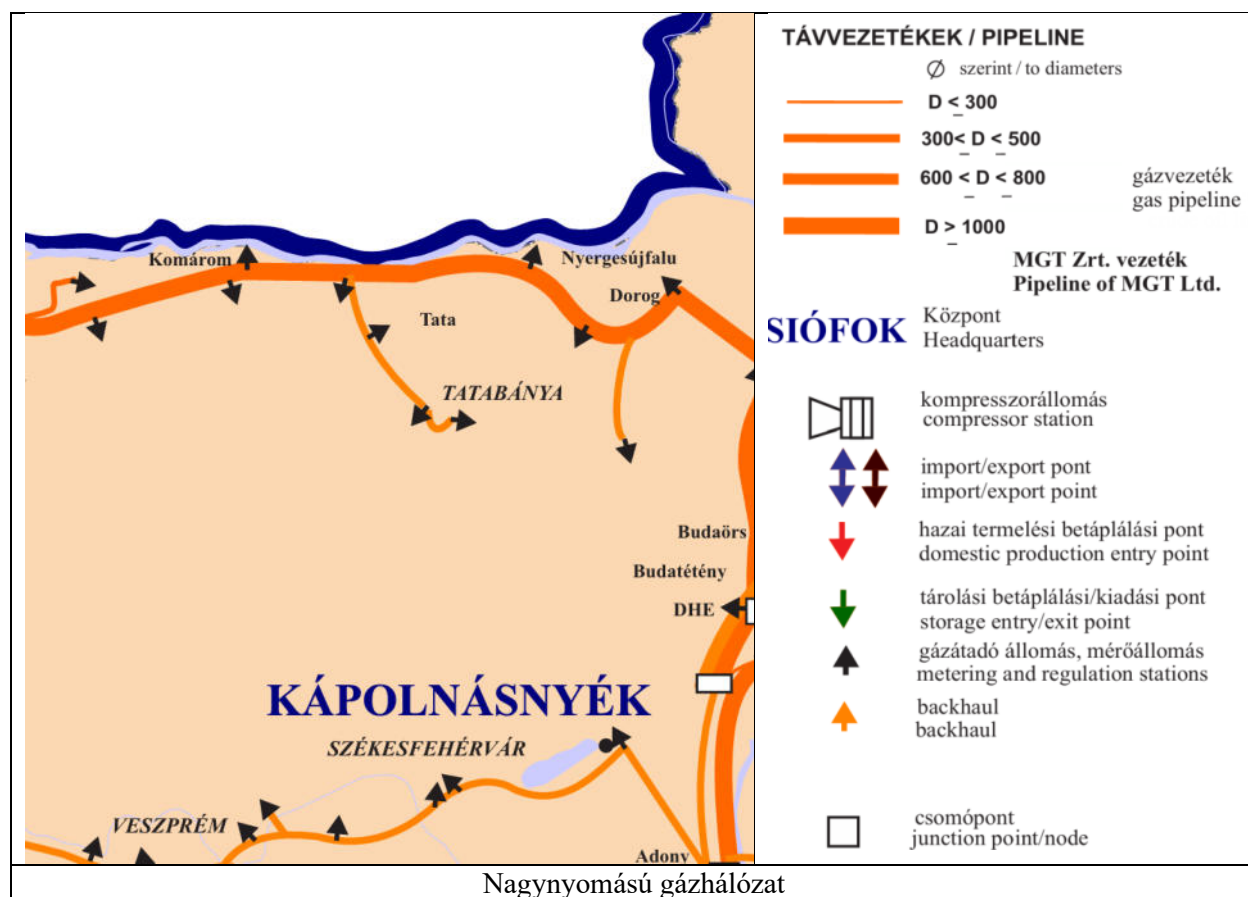 Komárom
Nyergesújfalu
Dorog
Tata
TATABÁNYA
Budaörs
Budatétény
DHE
KÁPOLNÁSNYÉK
SZÉKESFEHÉRVÁR
VESZPRÉM
Adony
TÁVVEZETÉKEK / PIPELINE
∅ szerint / to diameters
D < 300
300< D < 500
600 < D < 800
gázvezeték
gas pipeline
D > 1000
MGT Zrt. vezeték
Pipeline of MGT Ltd.
SIÓFOK
Központ
Headquarters
kompresszorállomás
compressor station
import/export pont
import/export point
hazai termelési betáplálási pont
domestic production entry point
tárolási betáplálási/kiadási pont
storage entry/exit point
gázátadó állomás, mérőállomás
metering and regulation stations
backhaul
backhaul
csomópont
junction point/node
Nagynyomású gázhálózat